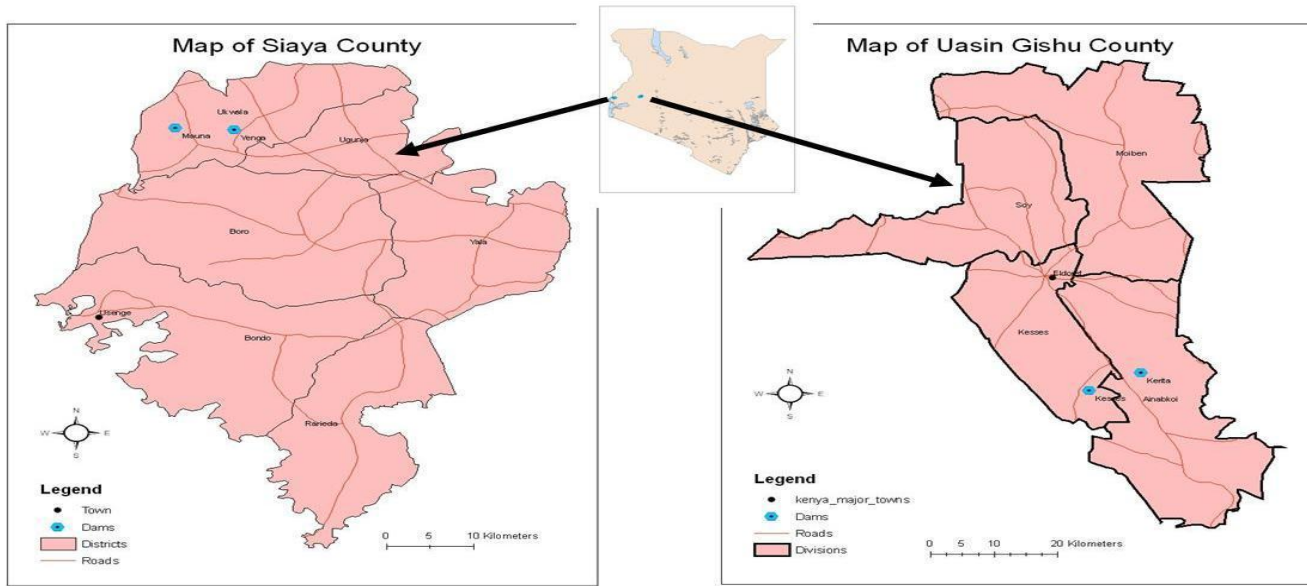 Map of Siaya County
Ukwala
Mauna
Venga
Ugunja
Boro
Yala
Usenge
Bondo
Rarieda
N
W
E
S
Legend
Town
Dams
Districts
Roads
0 5 10 Kilometers
Map of Uasin Gishu County
Moiben
Soy
Eldoret
Kesses
Kerita
Kesses
Ainabkoi
N
W
E
S
Legend
kenya_major_towns
Dams
Roads
Divisions
0 5 10 20 Kilometers